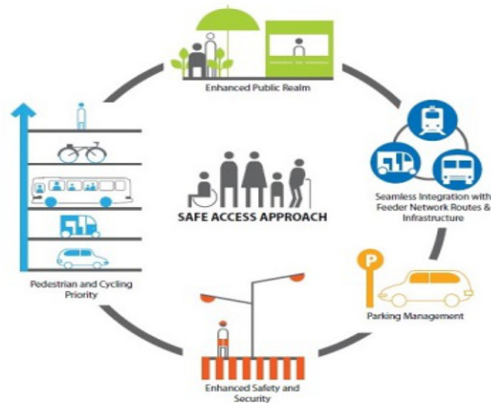 Enhanced Public Realm
SAFE ACCESS APPROACH
Seamless Integration with
Feeder Network Routes &
Infrastructure
P
Parking Management
Pedestrian and Cycling
Priority
Enhanced Safety and
Security